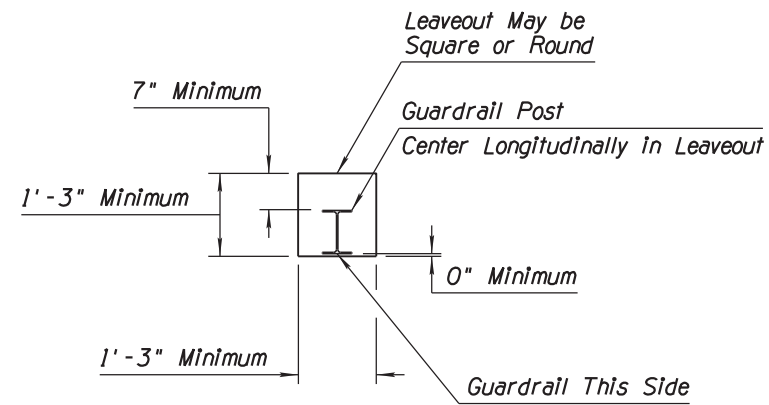 Leaveout May be
Square or Round
7" Minimum
Guardrail Post
Center Longitudinally in Leaveout
1'-3" Minimum
0" Minimum
1'-3" Minimum
Guardrail This Side